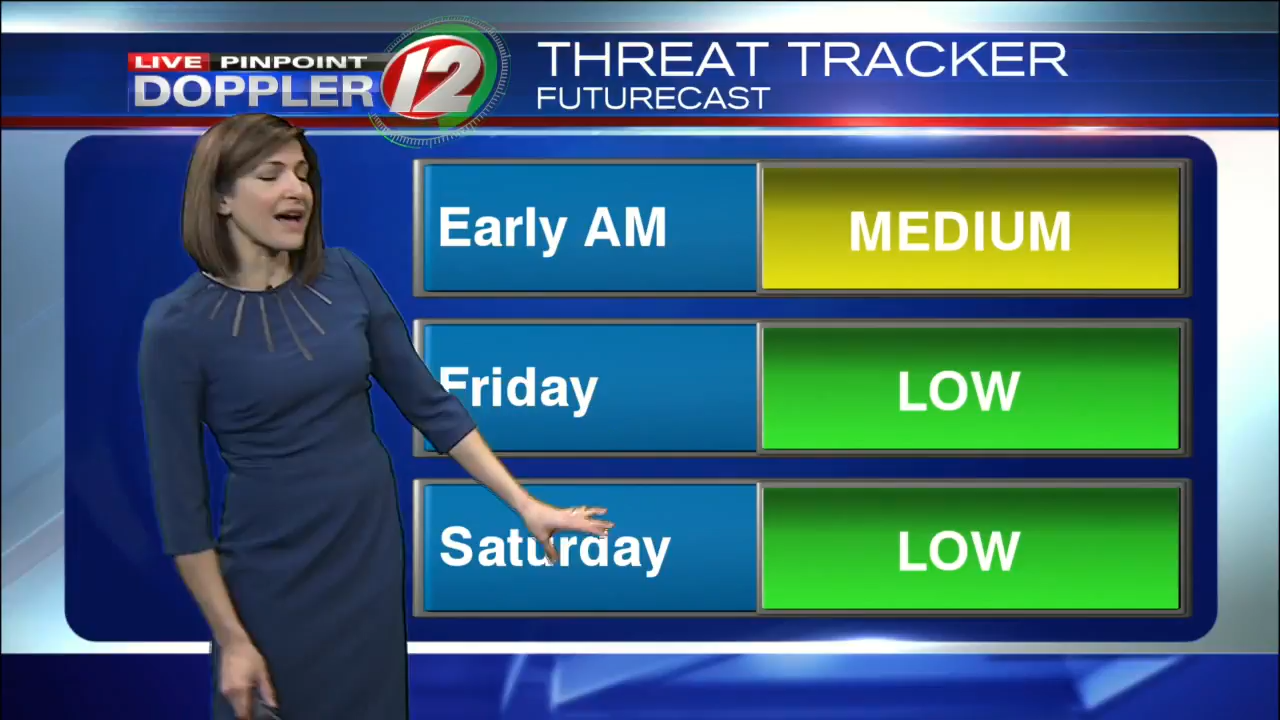 LIVE PINPOINT
DOPPLER 12
THREAT TRACKER
FUTURECAST
Early AM MEDIUM
Friday LOW
Saturday LOW